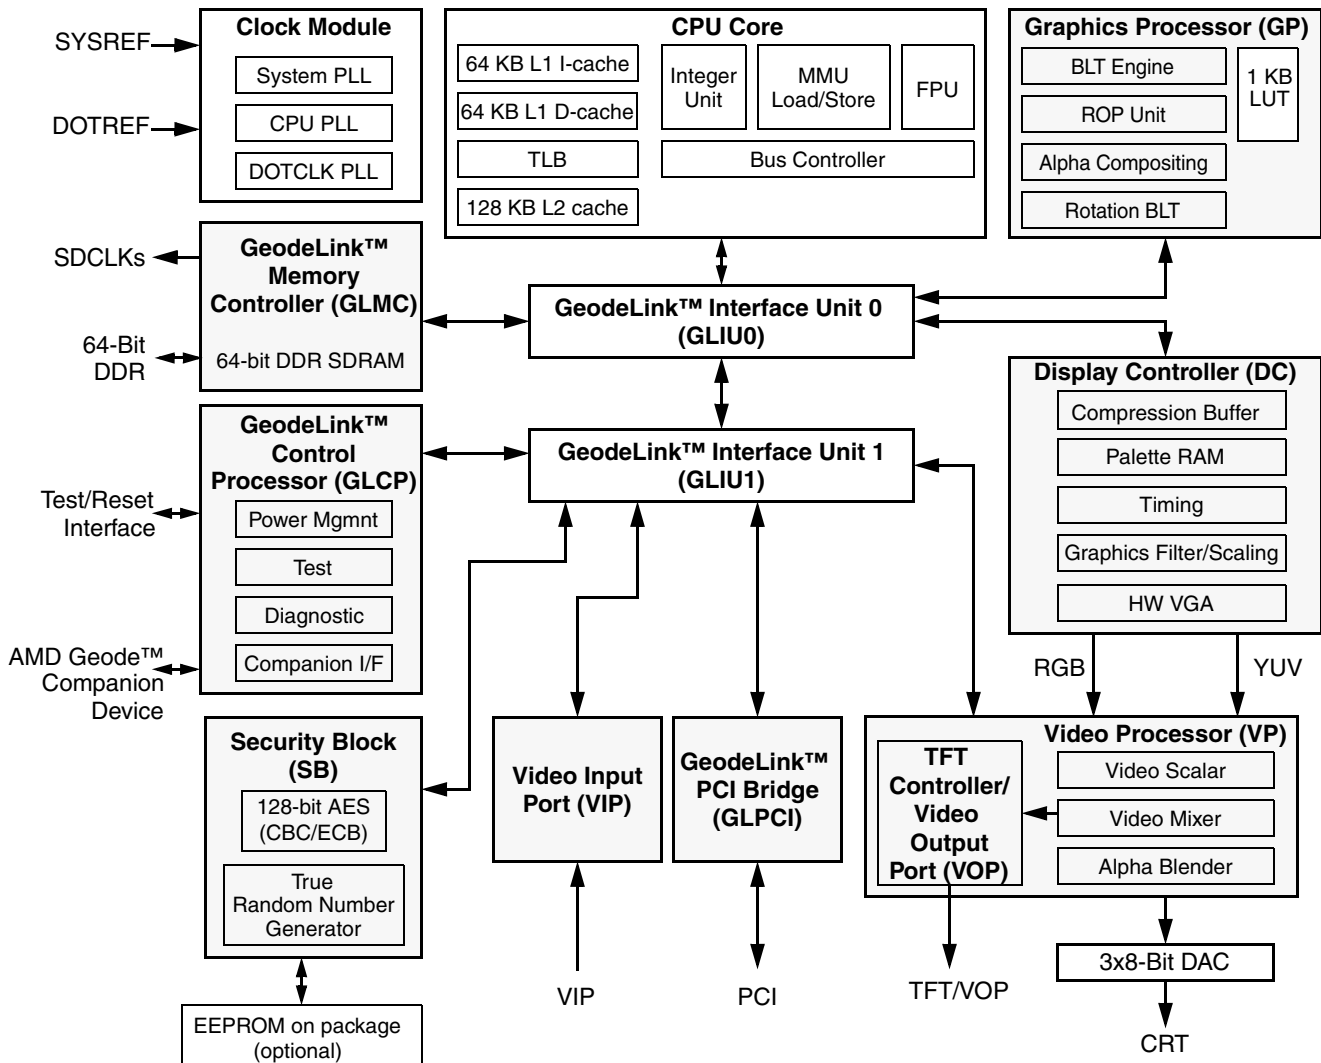 Clock Module
SYSREF
System PLL
DOTREF
CPU PLL
DOTCLK PLL
CPU Core
64 KB L1 I-cache
64 KB L1 D-cache
TLB
128 KB L2 cache
Integer
Unit
MMU
Load/Store
FPU
Bus Controller
Graphics Processor (GP)
BLT Engine
ROP Unit
Alpha Compositing
Rotation BLT
1 KB
LUT
GeodeLink™
Memory
Controller (GLMC)
64-bit DDR SDRAM
SDCLKs
64-Bit
DDR
GeodeLink™ Interface Unit 0
(GLIU0)
GeodeLink™ Interface Unit 1
(GLIU1)
Display Controller (DC)
Compression Buffer
Palette RAM
Timing
Graphics Filter/Scaling
HW VGA
RGB
YUV
GeodeLink™
Control
Processor (GLCP)
Power Mgmnt
Test
Diagnostic
Companion I/F
Test/Reset
Interface
AMD Geode™
Companion
Device
Security Block
(SB)
128-bit AES
(CBC/ECB)
True
Random Number
Generator
EEPROM on package
(optional)
Video Input
Port (VIP)
VIP
GeodeLink™
PCI Bridge
(GLPCI)
PCI
Video Processor (VP)
TFT
Controller/
Video
Output
Port (VOP)
Video Scalar
Video Mixer
Alpha Blender
TFT/VOP
3x8-Bit DAC
CRT